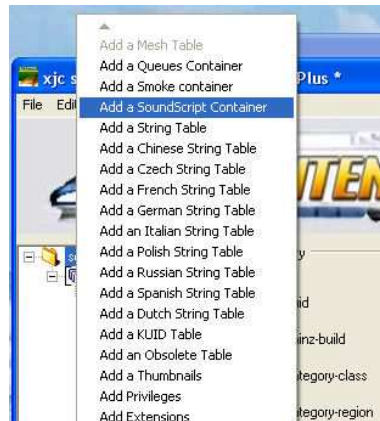 Add a Mesh Table
Add a Queues Container
Add a Smoke container
Add a SoundScript Container
Add a String Table
Add a Chinese String Table
Add a Czech String Table
Add a French String Table
Add a German String Table
Add an Italian String Table
Add a Polish String Table
Add a Russian String Table
Add a Spanish String Table
Add a Dutch String Table
Add a KUID Table
Add an Obsolete Table
Add a Thumbnails
Add Privileges
Add Extensions
xjc s
Plus *
File Edi
NTEN
y
id
inz-build
tegory-class
tegory-region